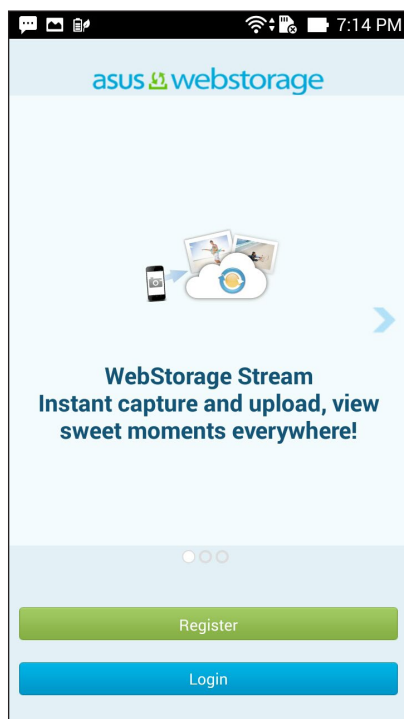 7:14 PM
asus webstorage
WebStorage Stream
Instant capture and upload, view
sweet moments everywhere!
Register
Login